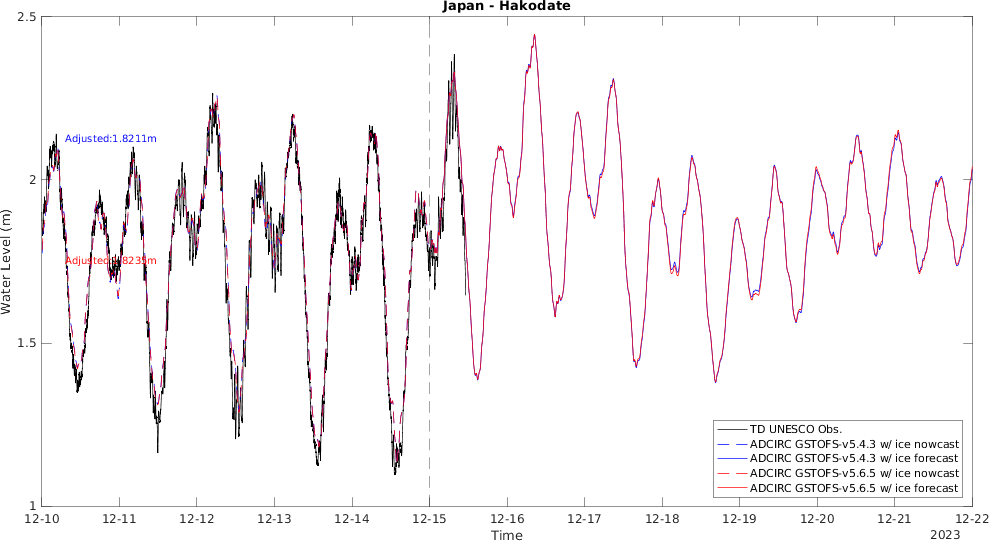 Japan - Hakodate
2.5
2
1.5
1
Water Level (m)
Adjusted:1.8211m
Adjusted:1.8235m
TD UNESCO Obs.
ADCIRC GSTOFS-v5.4.3 w/ ice nowcast
ADCIRC GSTOFS-v5.4.3 w/ ice forecast
ADCIRC GSTOFS-v5.6.5 w/ ice nowcast
ADCIRC GSTOFS-v5.6.5 w/ ice forecast
12-10 12-11 12-12 12-13 12-14 12-15 12-16 12-17 12-18 12-19 12-20 12-21 12-22
Time
2023